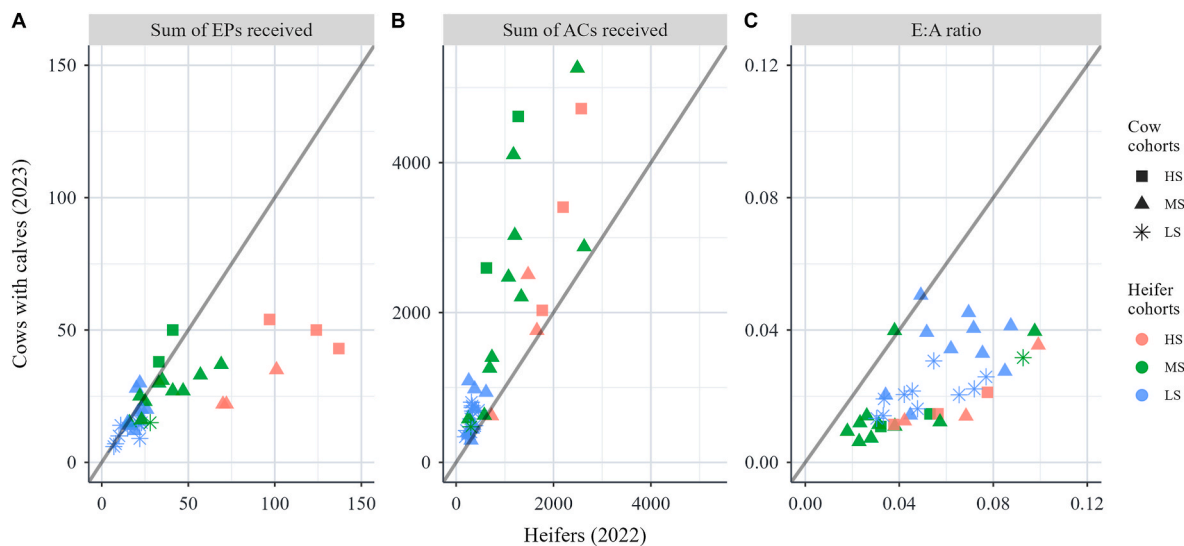 A
B
C
Sum of EPs received
Sum of ACs received
E:A ratio
Cows with calves (2023)
150
100
50
0
4000
2000
0
0.12
0.08
0.04
0.00
0
50
100
150
0
2000
4000
0.00
0.04
0.08
0.12
Heifers (2022)
Cow
cohorts
HS
MS
LS
Heifer
cohorts
HS
MS
LS